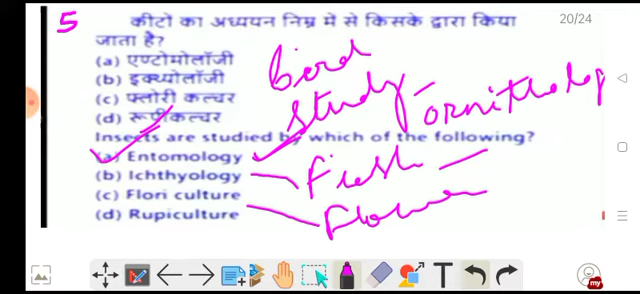 5 कीटों का अध्ययन निम्न में से किसके द्वारा किया
जाता है?
20/24
(a) एण्टोमोलॉजी
(b) इक्थ्योलॉजी
(c) फ्लोरी कल्चर
(d) रूपीकल्चर
bird
study - ornitholog
Insects are studied by which of the following?
(a) Entomology
(b) Ichthyology
Fish
(c) Flori culture
(d) Rupiculture
Flower
T
my